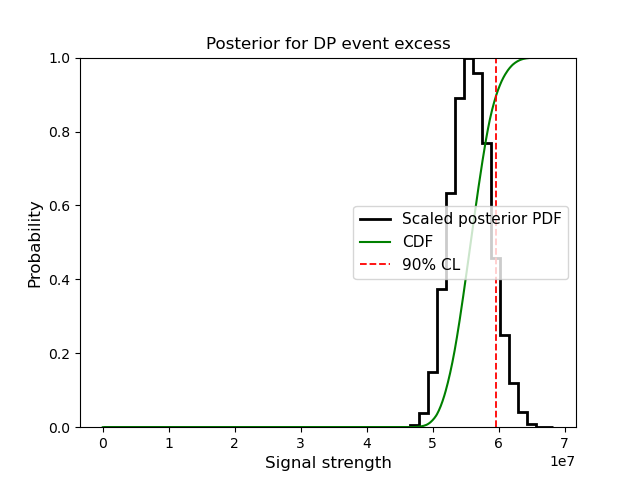 Posterior for DP event excess
Probability
1.0
0.8
0.6
0.4
0.2
0.0
Scaled posterior PDF
CDF
90% CL
0 1 2 3 4 5 6 7
1e7
Signal strength